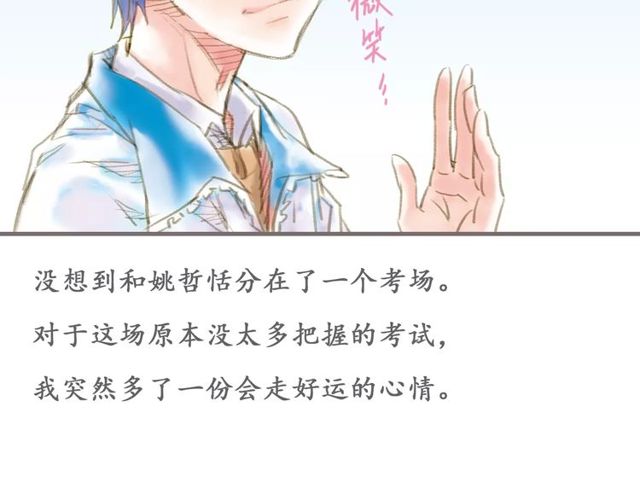 微笑
没想到和姚哲恬分在了一个考场。
对于这场原本没太多把握的考试，
我突然多了一份会走好运的心情。